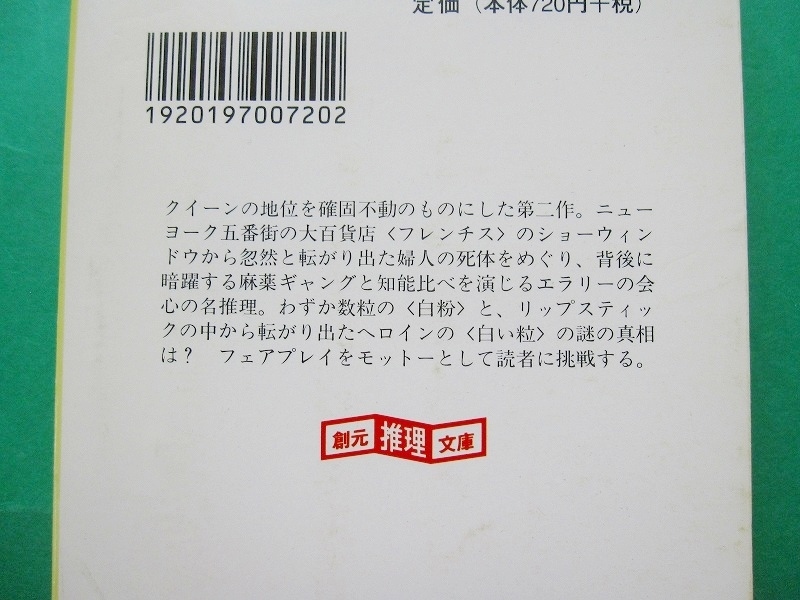 定価（本体720円＋税）
1920197007202
クイーンの地位を確固不動のものにした第二作。ニュー
ヨーク五番街の大百貨店〈フレンチス〉のショーウィン
ドウから忽然と転がり出た婦人の死体をめぐり、背後に
暗躍する麻薬ギャングと知能比べを演じるエラリーの会
心の名推理。わずか数粒の〈白粉〉と、リップスティッ
クの中から転がり出たヘロインの〈白い粒〉の謎の真相
は？　フェアプレイをモットーとして読者に挑戦する。
創元推理文庫